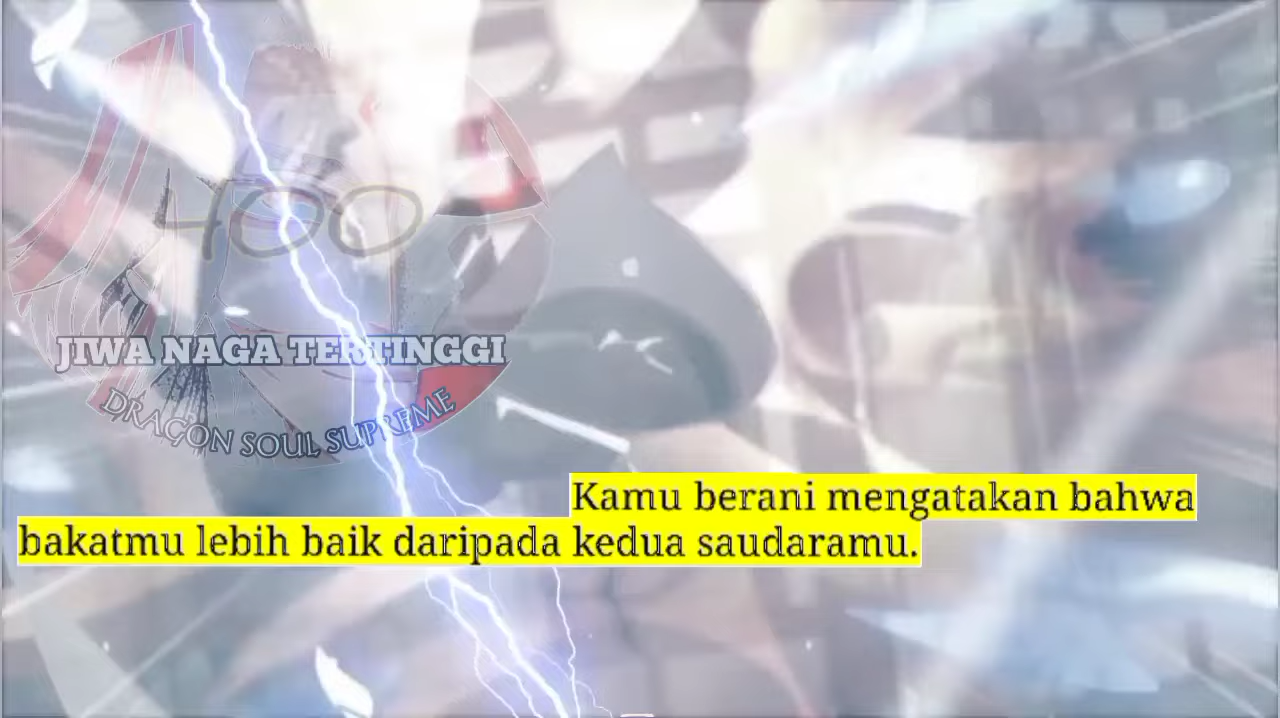 400
JIWA NAGA TERTINGGI
DRAGON SOUL SUPREME
Kamu berani mengatakan bahwa
bakatmu lebih baik daripada kedua saudaramu.